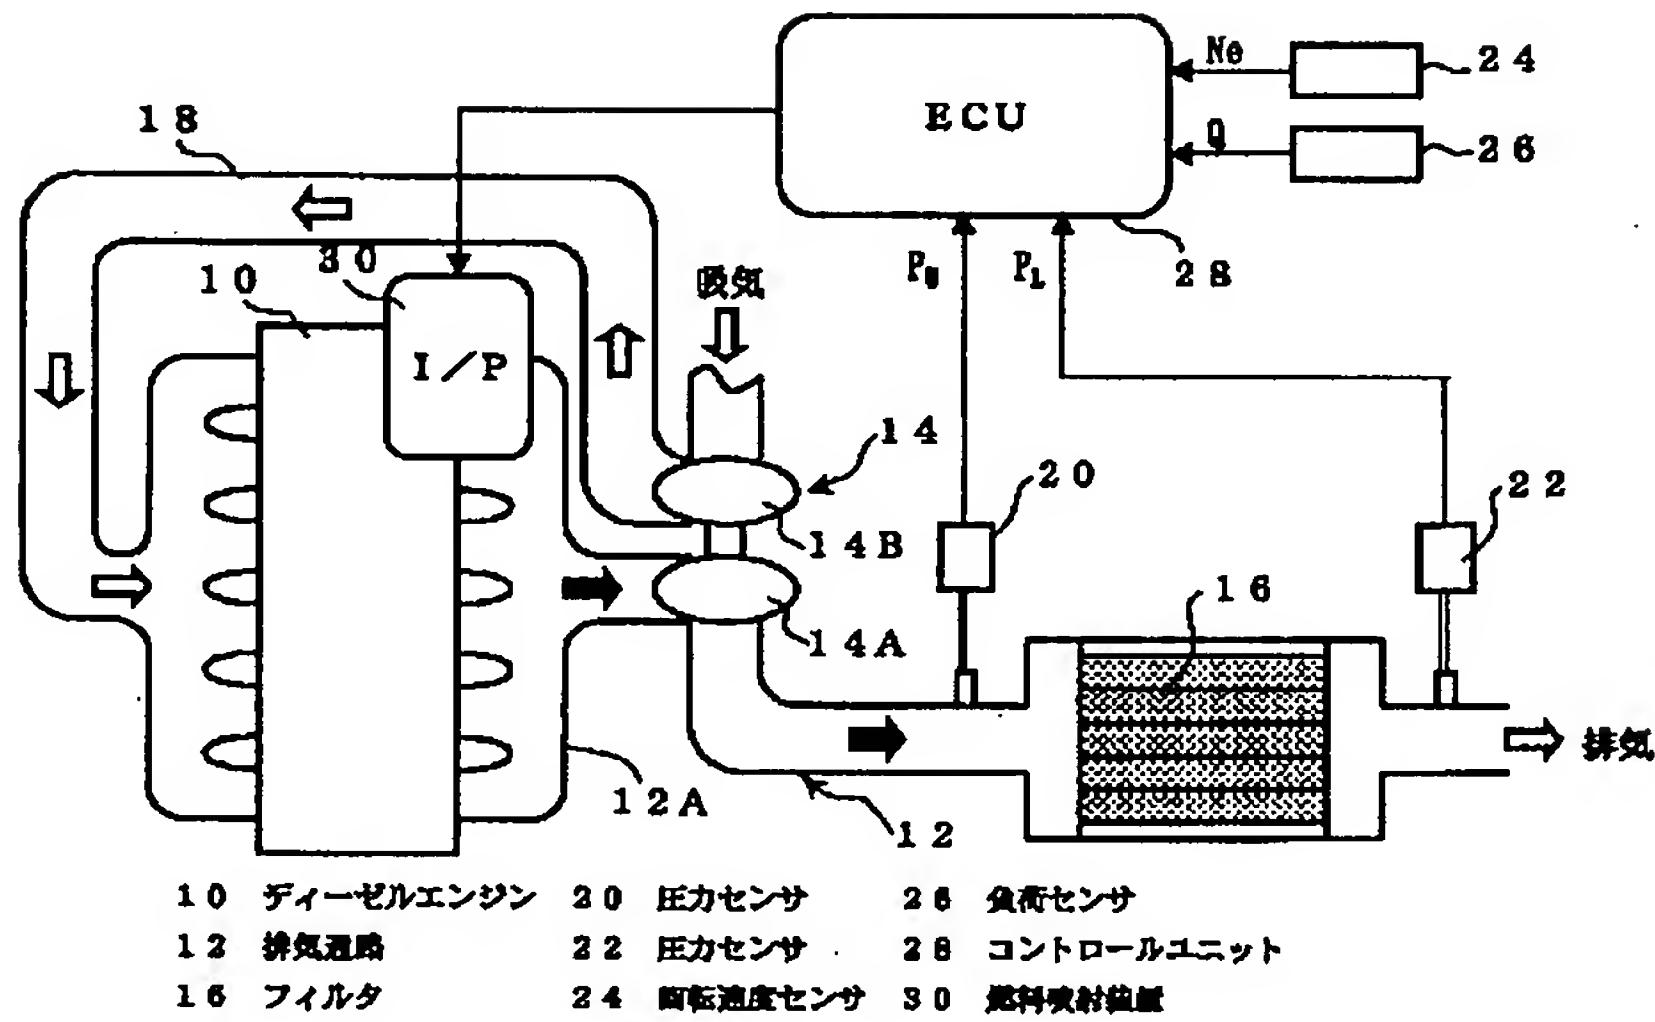 Ne
24
ECU
18
Q
26
30
10
吸気
PU
PL
28
I/P
14
20
22
14B
16
14A
排気
12A
12
10 ディーゼルエンジン 20 圧力センサ 26 負荷センサ
12 排気通路 22 圧力センサ 28 コントロールユニット
16 フィルタ 24 回転速度センサ 30 燃料噴射装置